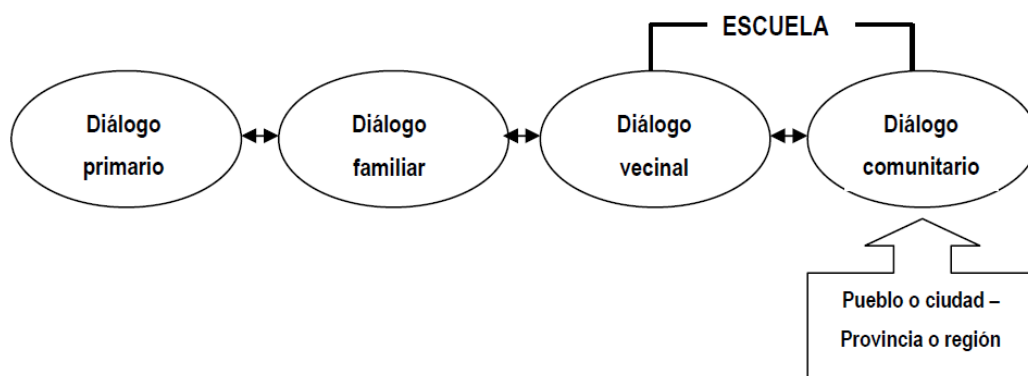 ESCUELA
Diálogo
primario
Diálogo
familiar
Diálogo
vecinal
Diálogo
comunitario
Pueblo o ciudad –
Provincia o región